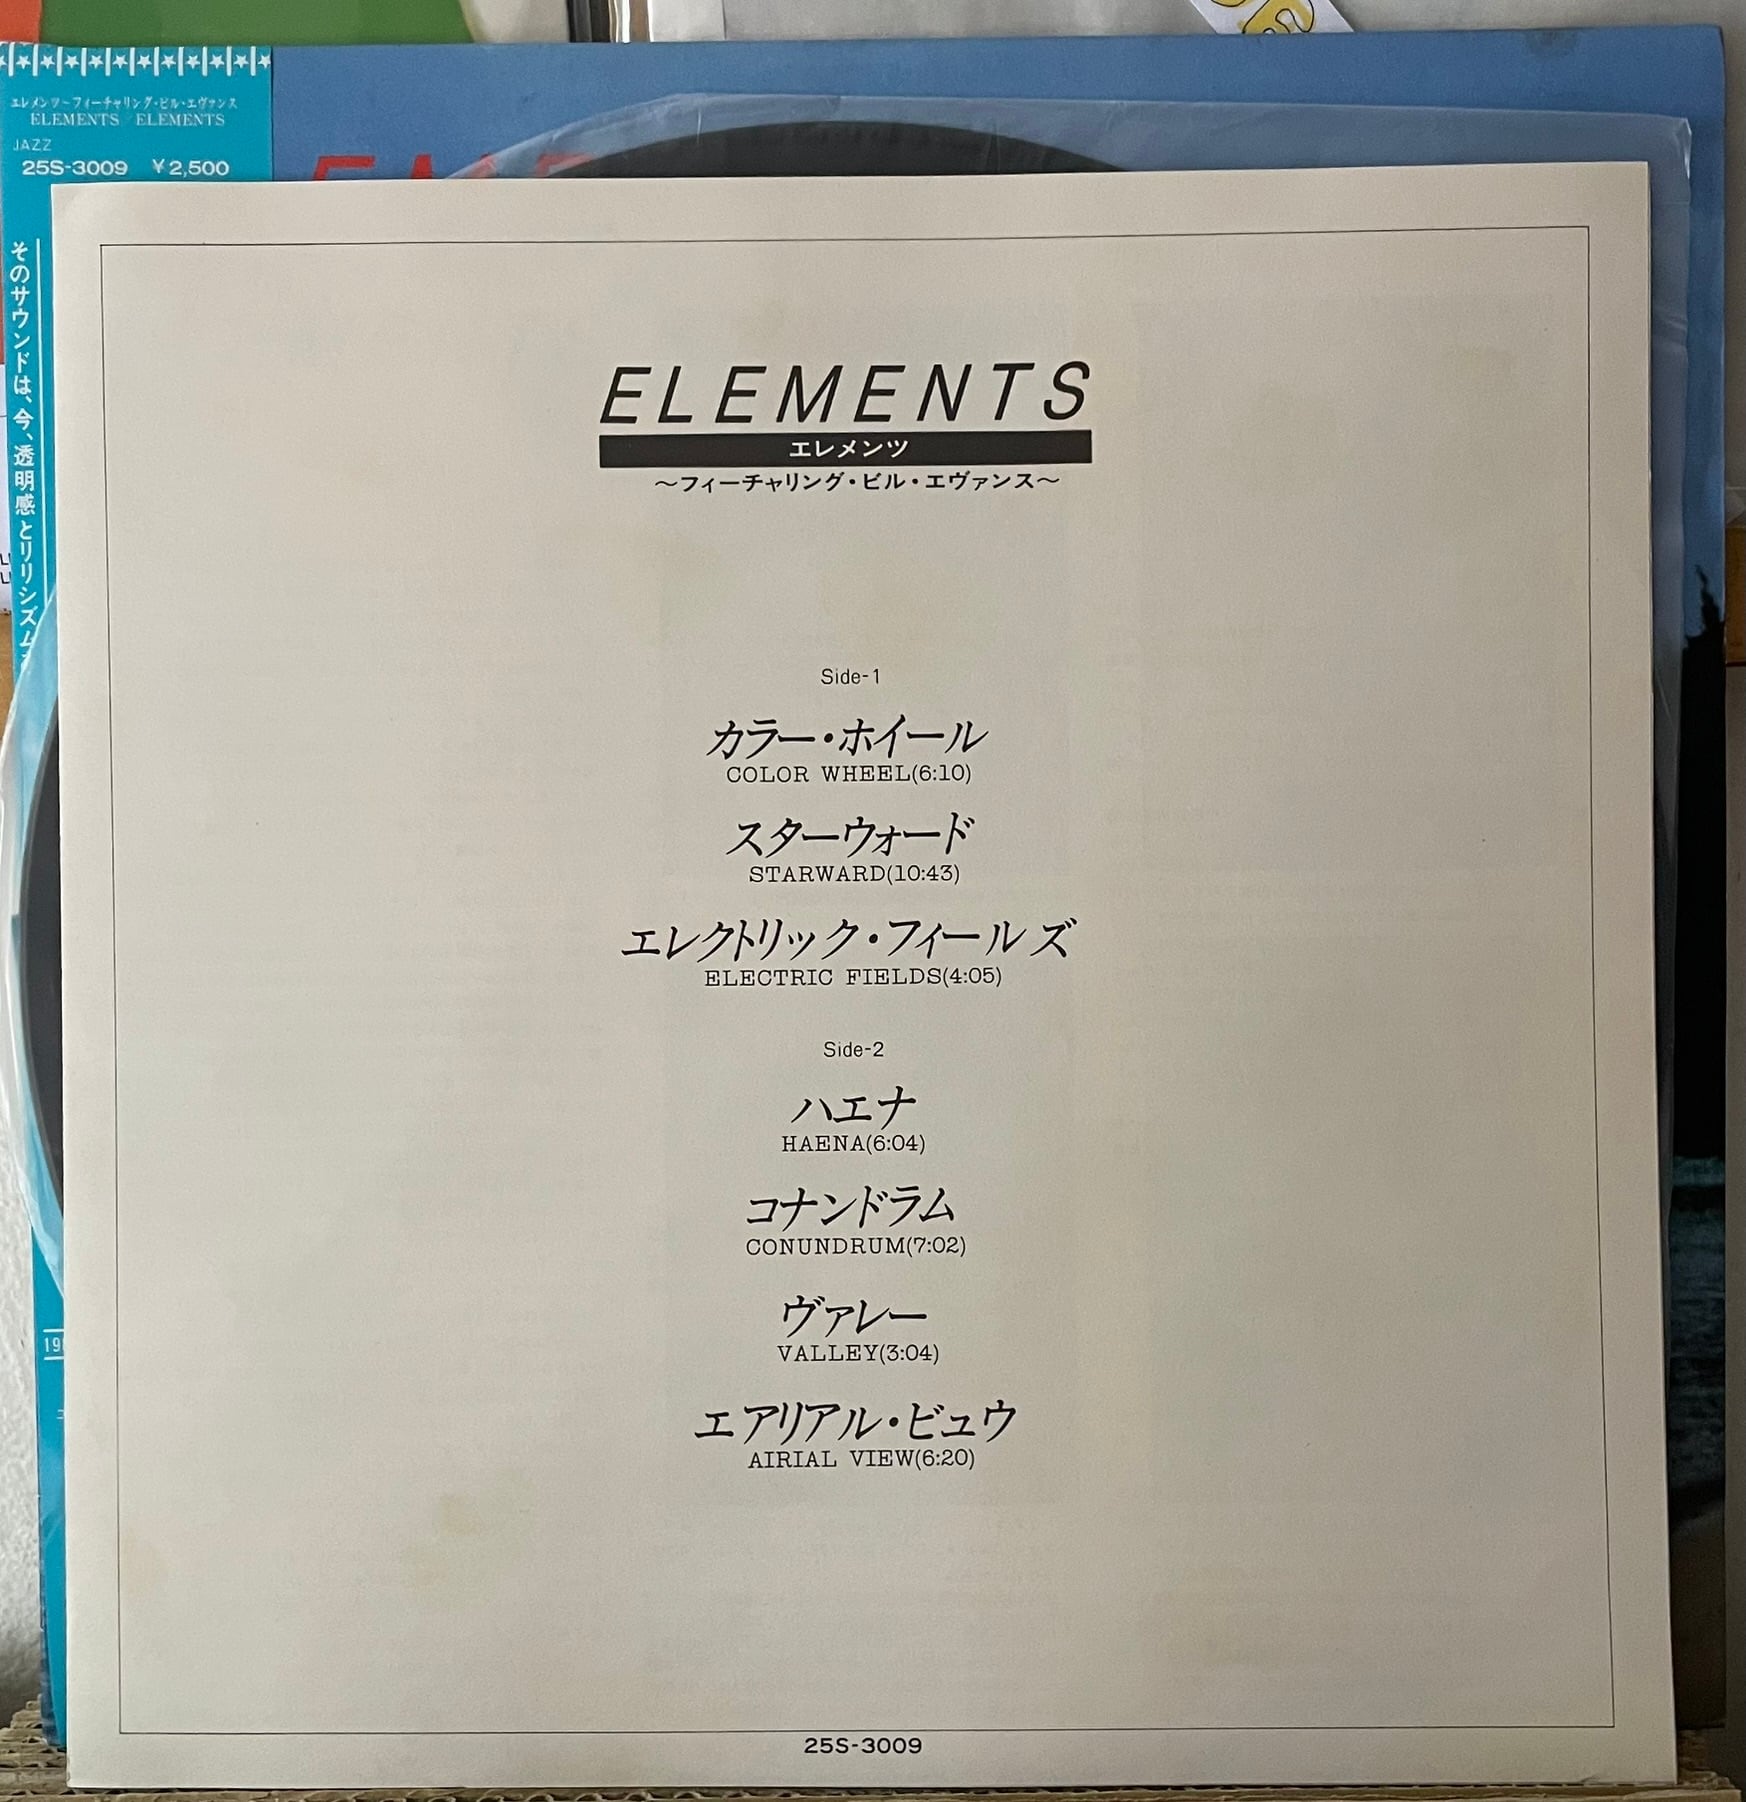 エレメンツ~フィーチャリング・ビル・エヴァンス
ELEMENTS ELEMENTS
JAZZ
25S-3009 ¥2,500
そのサウンドは、今、透明感とリリシズム
ELEMENTS
エレメンツ
～フィーチャリング・ビル・エヴァンス～
Side-1
カラー・ホイール
COLOR WHEEL(6:10)
スターウォード
STARWARD(10:43)
エレクトリック・フィールズ
ELECTRIC FIELDS(4:05)
Side-2
ハエナ
HAENA(6:04)
コナンドラム
CONUNDRUM(7:02)
ヴァレー
VALLEY(3:04)
エアリアル・ビュウ
AIRIAL VIEW(6:20)
25S-3009